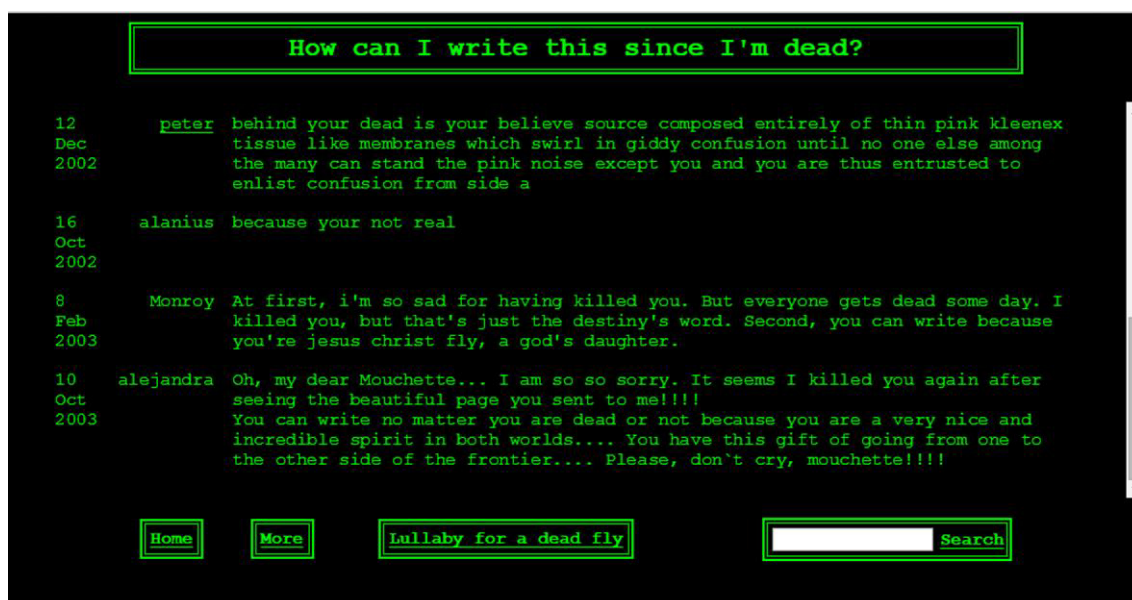 How can I write this since I'm dead?
12 Dec 2002 peter behind your dead is your believe source composed entirely of thin pink kleenex
tissue like membranes which swirl in giddy confusion until no one else among
the many can stand the pink noise except you and you are thus entrusted to
enlist confusion from side a
16 Oct 2002 alanius because your not real
8 Feb 2003 Monroy At first, i'm so sad for having killed you. But everyone gets dead some day. I
killed you, but that's just the destiny's word. Second, you can write because
you're jesus christ fly, a god's daughter.
10 Oct 2003 alejandra Oh, my dear Mouchette... I am so so sorry. It seems I killed you again after
seeing the beautiful page you sent to me!!!!
You can write no matter you are dead or not because you are a very nice and
incredible spirit in both worlds.... You have this gift of going from one to
the other side of the frontier.... Please, don`t cry, mouchette!!!!
Home More Lullaby for a dead fly Search